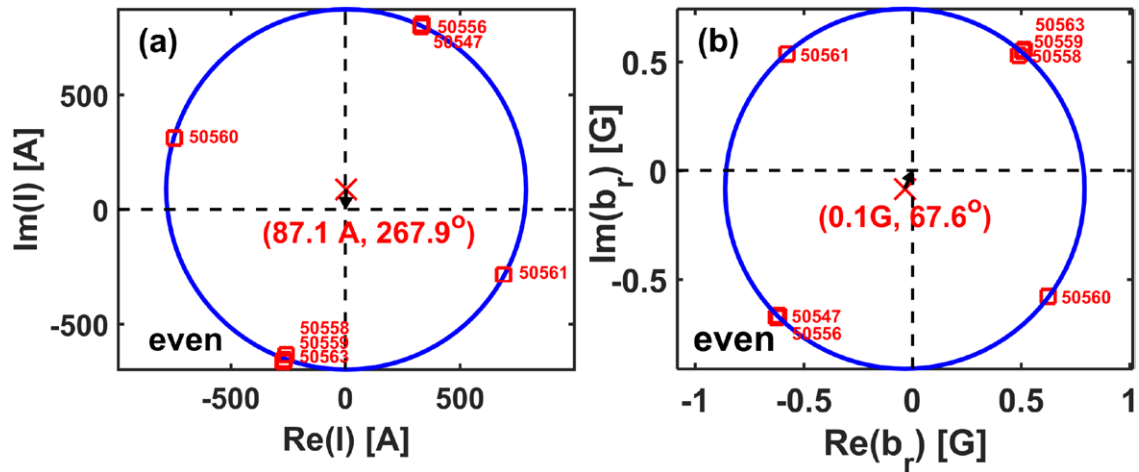 (a)
50556
50547
500
50560
0
(87.1 A, 267.9°)
50561
-500
50558
50559
50563
even
Im(I) [A]
-500
0
500
Re(I) [A]
(b)
50563
50559
50558
50561
0.5
0
(0.1G, 67.6°)
50560
-0.5
50547
50556
even
Im(b_r) [G]
-1
-0.5
0
0.5
1
Re(b_r) [G]